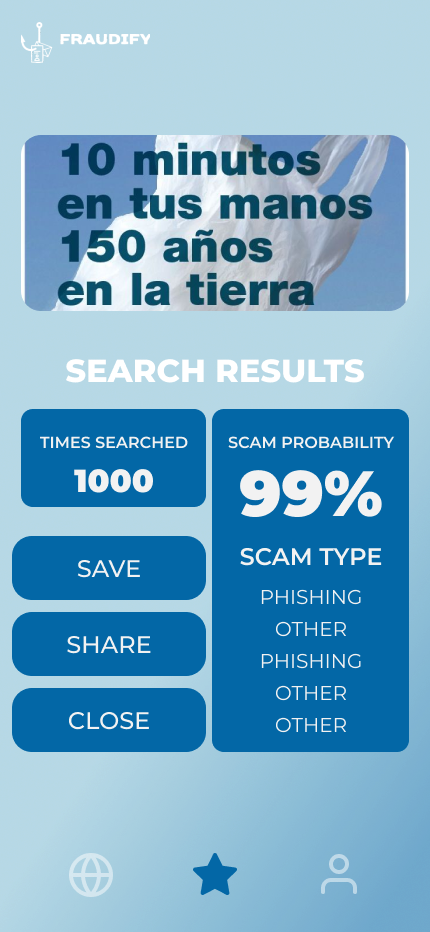 FRAUDIFY
10 minutos
en tus manos
150 años
en la tierra
SEARCH RESULTS
TIMES SEARCHED
1000
SAVE
SHARE
CLOSE
SCAM PROBABILITY
99%
SCAM TYPE
PHISHING
OTHER
PHISHING
OTHER
OTHER